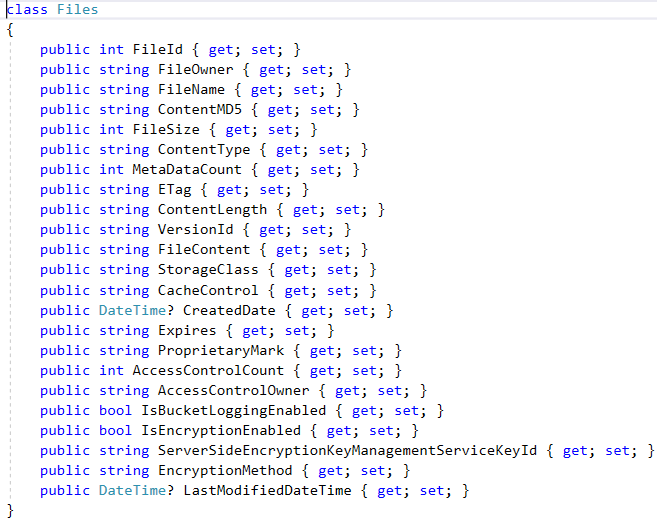 class Files
{
public int FileId { get; set; }
public string FileOwner { get; set; }
public string FileName { get; set; }
public string ContentMD5 { get; set; }
public int FileSize { get; set; }
public string ContentType { get; set; }
public int MetaDataCount { get; set; }
public string ETag { get; set; }
public string ContentLength { get; set; }
public string VersionId { get; set; }
public string FileContent { get; set; }
public string StorageClass { get; set; }
public string CacheControl { get; set; }
public DateTime? CreatedDate { get; set; }
public string Expires { get; set; }
public string ProprietaryMark { get; set; }
public int AccessControlCount { get; set; }
public string AccessControlOwner { get; set; }
public bool IsBucketLoggingEnabled { get; set; }
public bool IsEncryptionEnabled { get; set; }
public string ServerSideEncryptionKeyManagementServiceKeyId { get; set; }
public string EncryptionMethod { get; set; }
public DateTime? LastModifiedDateTime { get; set; }
}